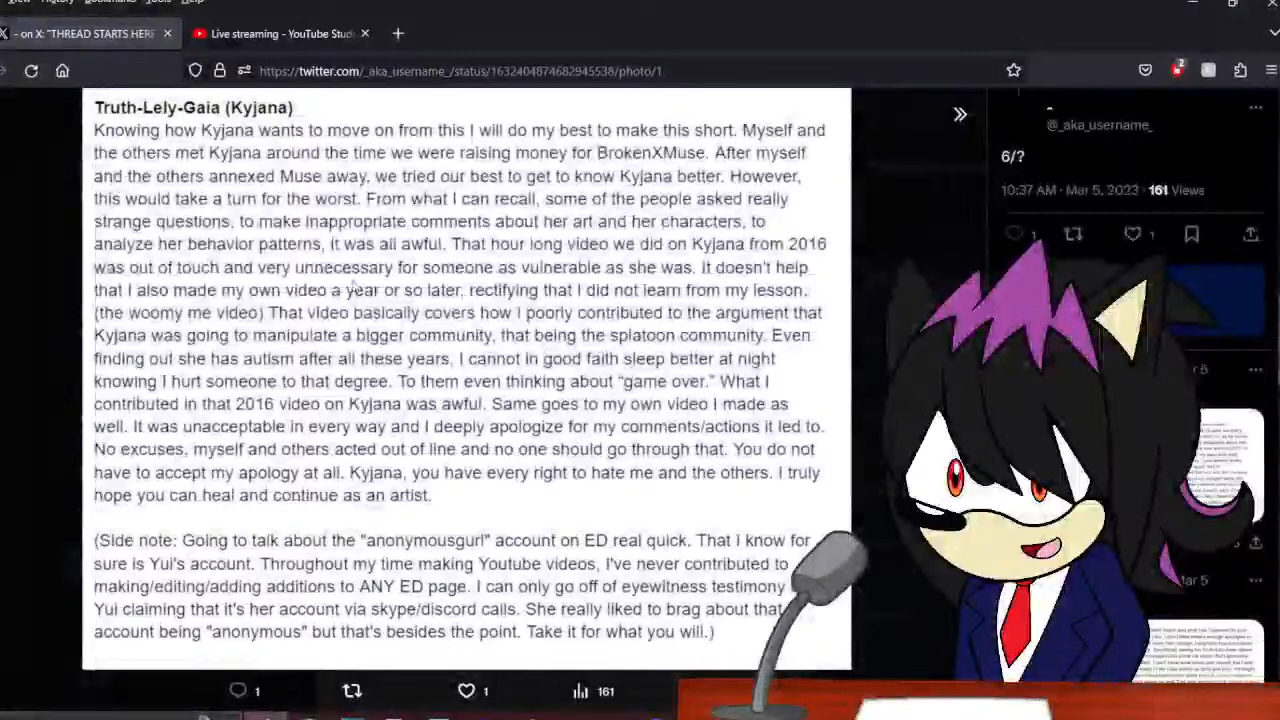 View History Bookmarks Tools Help
- on X: "THREAD STARTS HERE
Live streaming - YouTube Stud
https://twitter.com/_aka_username_/status/1632404874682945538/photo/1
2
Truth-Lely-Gaia (Kyjana)
Knowing how Kyjana wants to move on from this I will do my best to make this short. Myself and
the others met Kyjana around the time we were raising money for BrokenXMuse. After myself
and the others annexed Muse away, we tried our best to get to know Kyjana better. However,
this would take a turn for the worst. From what I can recall, some of the people asked really
strange questions, to make inappropriate comments about her art and her characters, to
analyze her behavior patterns, it was all awful. That hour long video we did on Kyjana from 2016
was out of touch and very unnecessary for someone as vulnerable as she was. It doesn't help
that I also made my own video a year or so later, rectifying that I did not learn from my lesson.
(the woomy me video) That video basically covers how I poorly contributed to the argument that
Kyjana was going to manipulate a bigger community, that being the splatoon community. Even
finding out she has autism after all these years, I cannot in good faith sleep better at night
knowing I hurt someone to that degree. To them even thinking about “game over.” What I
contributed in that 2016 video on Kyjana was awful. Same goes to my own video I made as
well. It was unacceptable in every way and I deeply apologize for my comments/actions it led to.
No excuses, myself and others acted out of line and no one should go through that. You do not
have to accept my apology at all. Kyjana, you have every right to hate me and the others. I truly
hope you can heal and continue as an artist.
(Side note: Going to talk about the "anonymousgurl" account on ED real quick. That I know for
sure is Yui's account. Throughout my time making Youtube videos, I've never contributed to
making/editing/adding additions to ANY ED page. I can only go off of eyewitness testimony
Yui claiming that it's her account via skype/discord calls. She really liked to brag about that
account being "anonymous" but that's besides the point. Take it for what you will.)
1
1
161
@_aka_username_
6/?
10:37 AM · Mar 5, 2023 · 161 Views
1
1
r 5
Mar 5